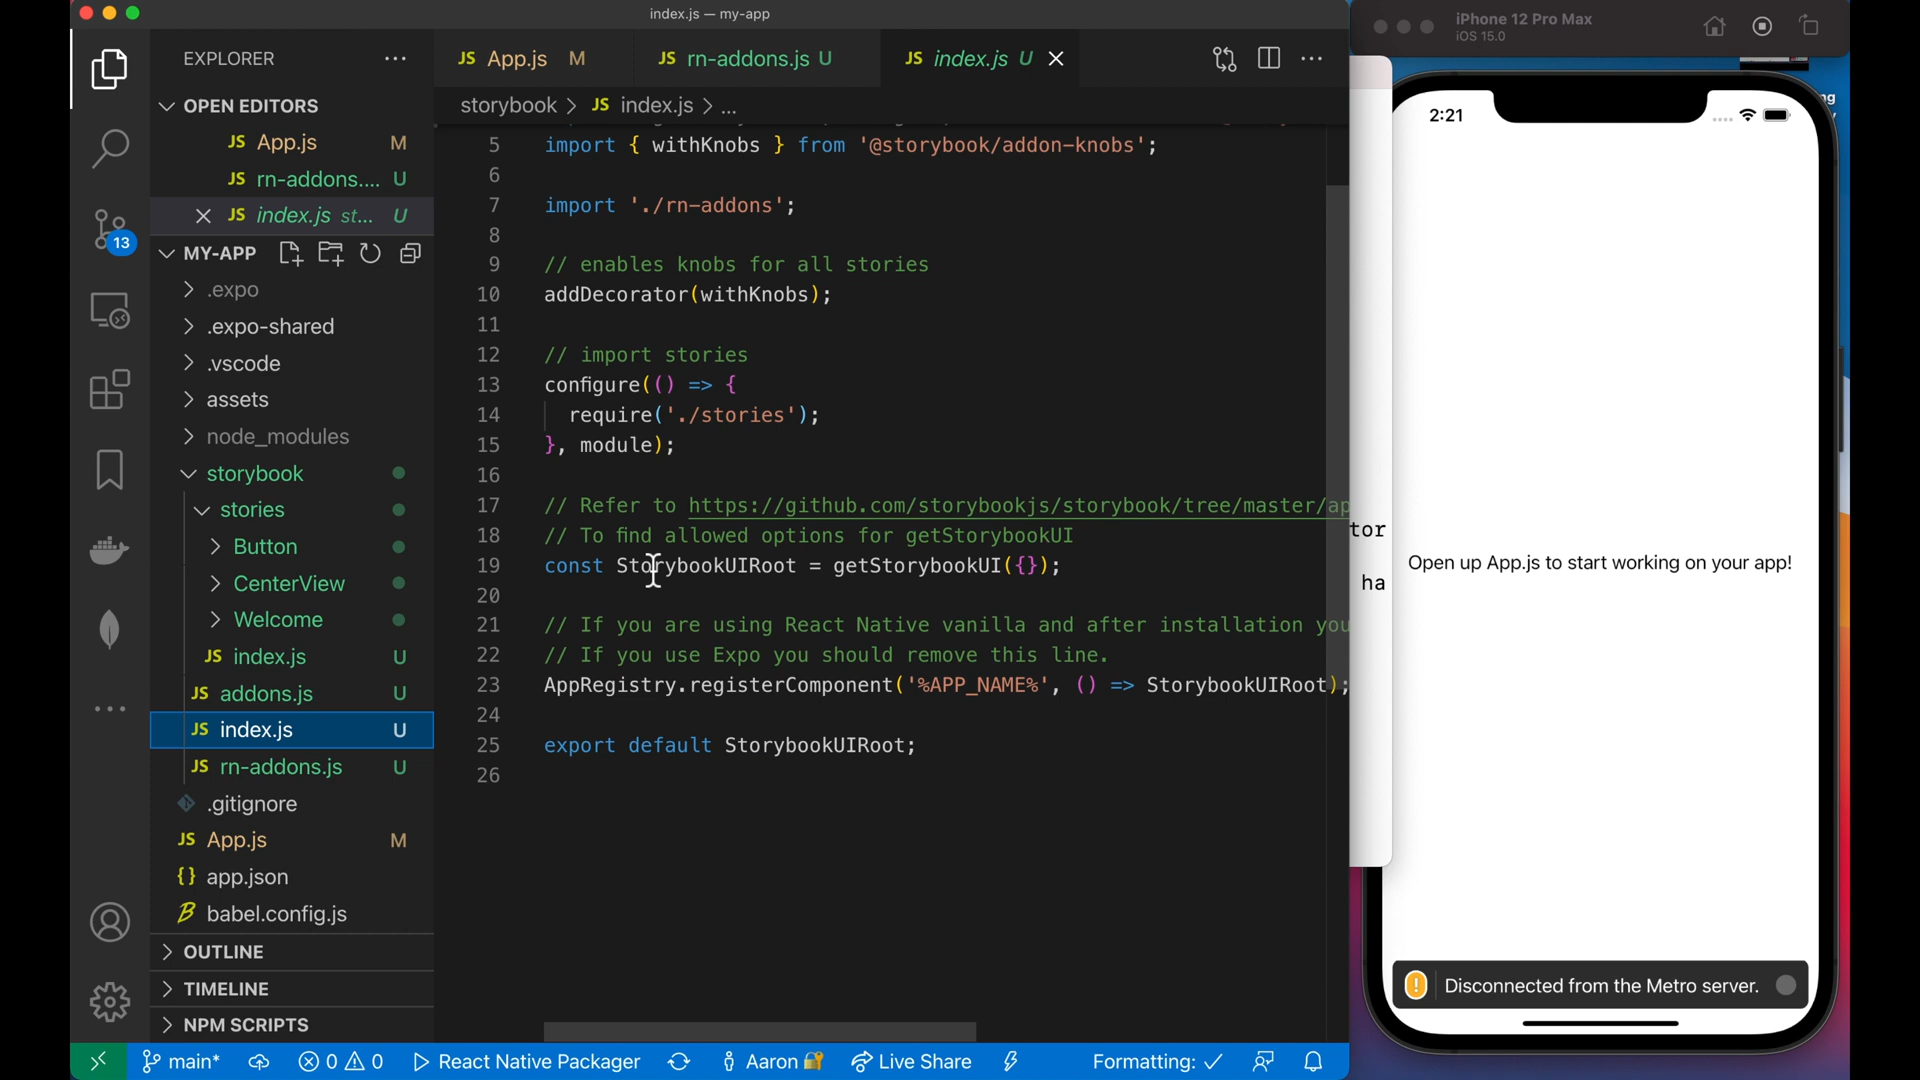 index.js — my-app
iPhone 12 Pro Max
iOS 15.0
EXPLORER
JS App.js M
JS rn-addons.js U
JS index.js U
OPEN EDITORS
JS App.js M
JS rn-addons.... U
JS index.js st... U
MY-APP
.expo
.expo-shared
.vscode
assets
node_modules
storybook
stories
Button
CenterView
Welcome
JS index.js U
JS addons.js U
JS index.js U
JS rn-addons.js U
.gitignore
JS App.js M
{} app.json
babel.config.js
OUTLINE
TIMELINE
NPM SCRIPTS
13
storybook > JS index.js > ...
5 import { withKnobs } from '@storybook/addon-knobs';
6
7 import './rn-addons';
8
9 // enables knobs for all stories
10 addDecorator(withKnobs);
11
12 // import stories
13 configure(() => {
14 require('./stories');
15 }, module);
16
17 // Refer to https://github.com/storybookjs/storybook/tree/master/ap
18 // To find allowed options for getStorybookUI
19 const StorybookUIRoot = getStorybookUI({});
20
21 // If you are using React Native vanilla and after installation you
22 // If you use Expo you should remove this line.
23 AppRegistry.registerComponent('%APP_NAME%', () => StorybookUIRoot);
24
25 export default StorybookUIRoot;
26
tor
ha
ng
2:21
Open up App.js to start working on your app!
Disconnected from the Metro server.
main* 0 0 React Native Packager Aaron Live Share Formatting: ✓